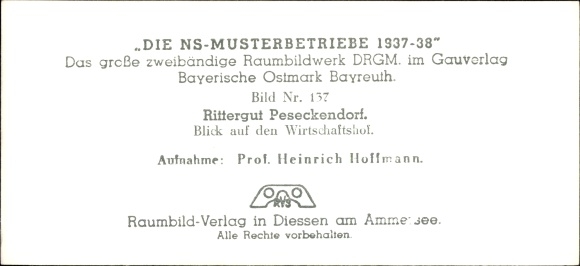 „DIE NS-MUSTERBETRIEBE 1937-38"
Das große zweibändige Raumbildwerk DRGM. im Gauverlag
Bayerische Ostmark Bayreuth.
Bild Nr. 137
Rittergut Peseckendorf.
Blick auf den Wirtschaftshof.
Aufnahme: Prof. Heinrich Hoffmann.
Raumbild-Verlag in Diessen am Ammersee.
Alle Rechte vorbehalten.